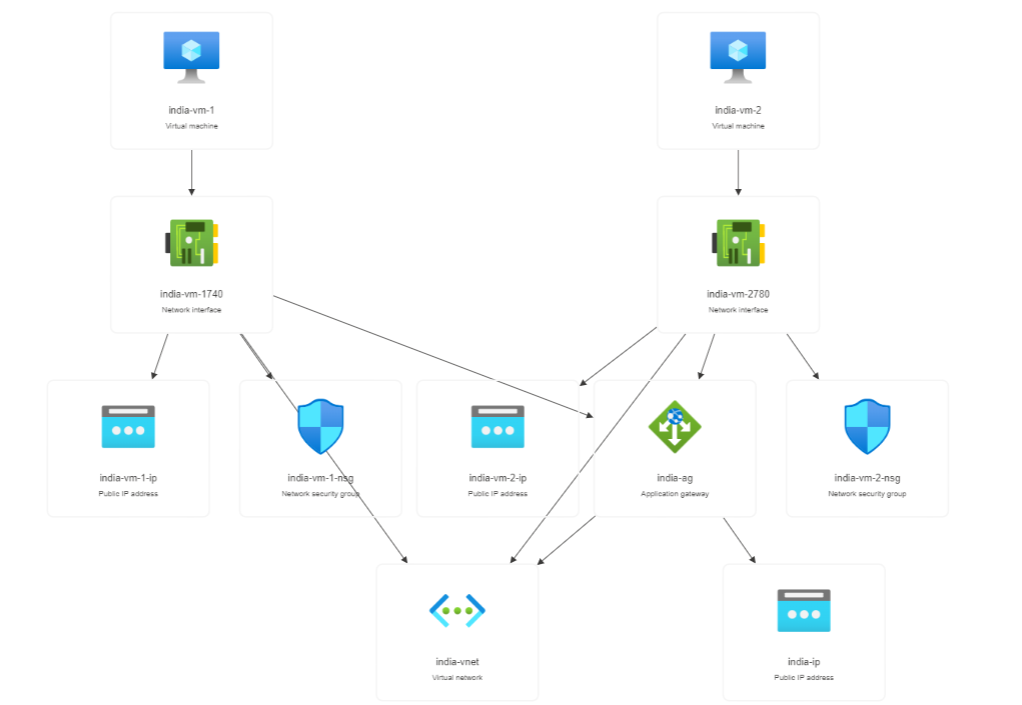 india-vm-1
Virtual machine
india-vm-2
Virtual machine
india-vm-1740
Network interface
india-vm-2780
Network interface
india-vm-1-ip
Public IP address
india-vm-1-nsg
Network security group
india-vm-2-ip
Public IP address
india-ag
Application gateway
india-vm-2-nsg
Network security group
india-vnet
Virtual network
india-ip
Public IP address